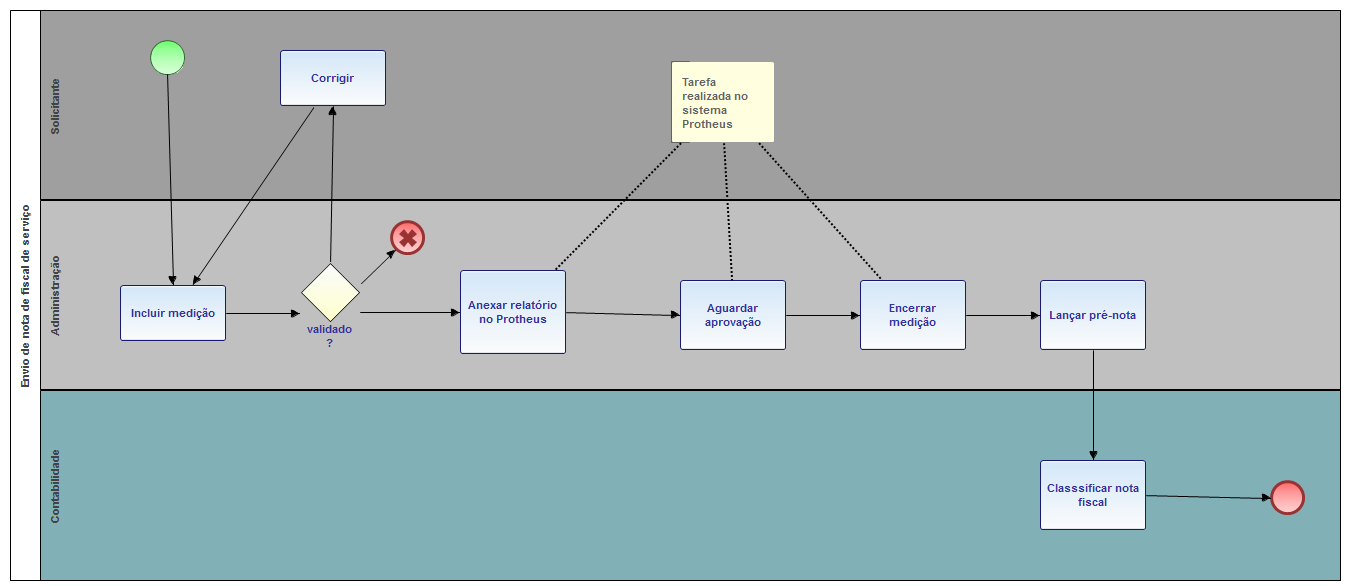 Envio de nota de fiscal de serviço
Solicitante
Corrigir
Tarefa
realizada no
sistema
Protheus
Administração
Incluir medição
validado
?
Anexar relatório
no Protheus
Aguardar
aprovação
Encerrar
medição
Lançar pré-nota
Contabilidade
Classsificar nota
fiscal